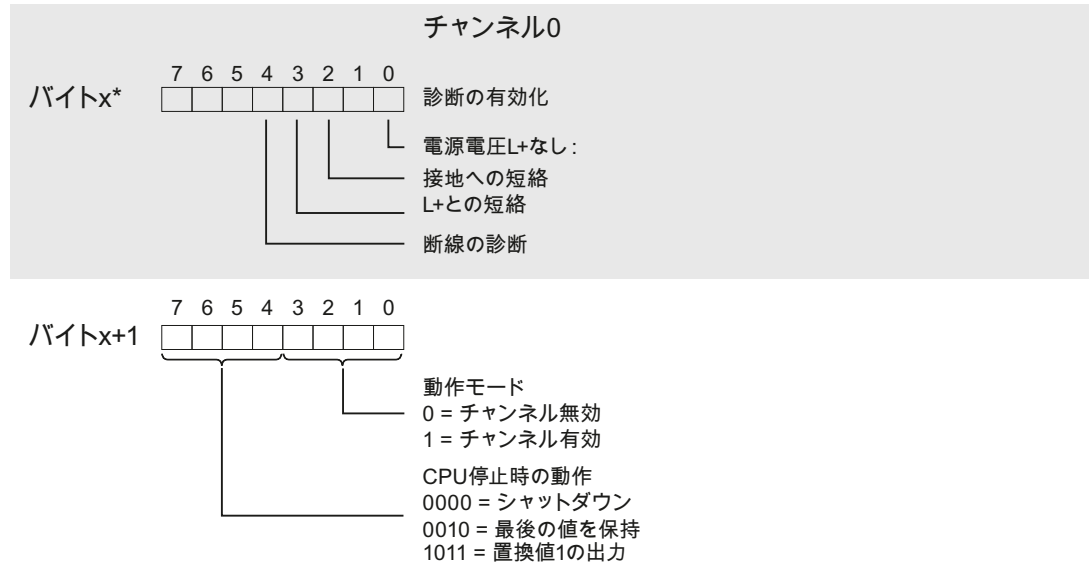 チャンネル0
7 6 5 4 3 2 1 0
バイトx*
診断の有効化
電源電圧L+なし:
接地への短絡
L+との短絡
断線の診断
7 6 5 4 3 2 1 0
バイトx+1
動作モード
0 = チャンネル無効
1 = チャンネル有効
CPU停止時の動作
0000 = シャットダウン
0010 = 最後の値を保持
1011 = 置換値1の出力